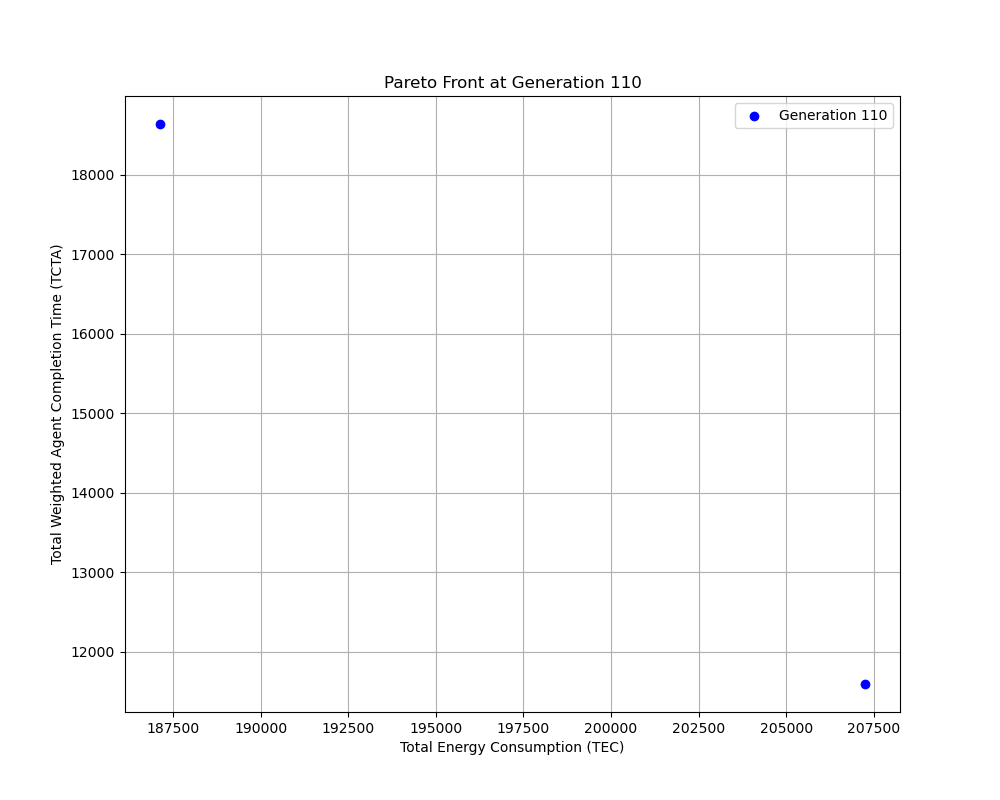 Pareto Front at Generation 110
Generation 110
Total Weighted Agent Completion Time (TCTA)
18000
17000
16000
15000
14000
13000
12000
187500 190000 192500 195000 197500 200000 202500 205000 207500
Total Energy Consumption (TEC)